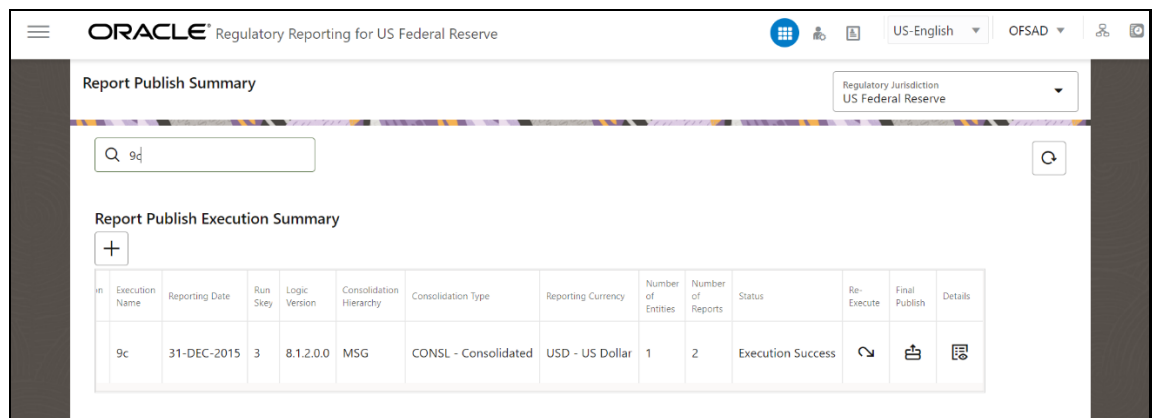 ORACLE® Regulatory Reporting for US Federal Reserve
US-English
OFSAD
Report Publish Summary
Regulatory Jurisdiction
US Federal Reserve
9c
Report Publish Execution Summary
on Execution Name Reporting Date Run Skey Logic Version Consolidation Hierarchy Consolidation Type Reporting Currency Number of Entities Number of Reports Status Re-Execute Final Publish Details
9c 31-DEC-2015 3 8.1.2.0.0 MSG CONSL - Consolidated USD - US Dollar 1 2 Execution Success